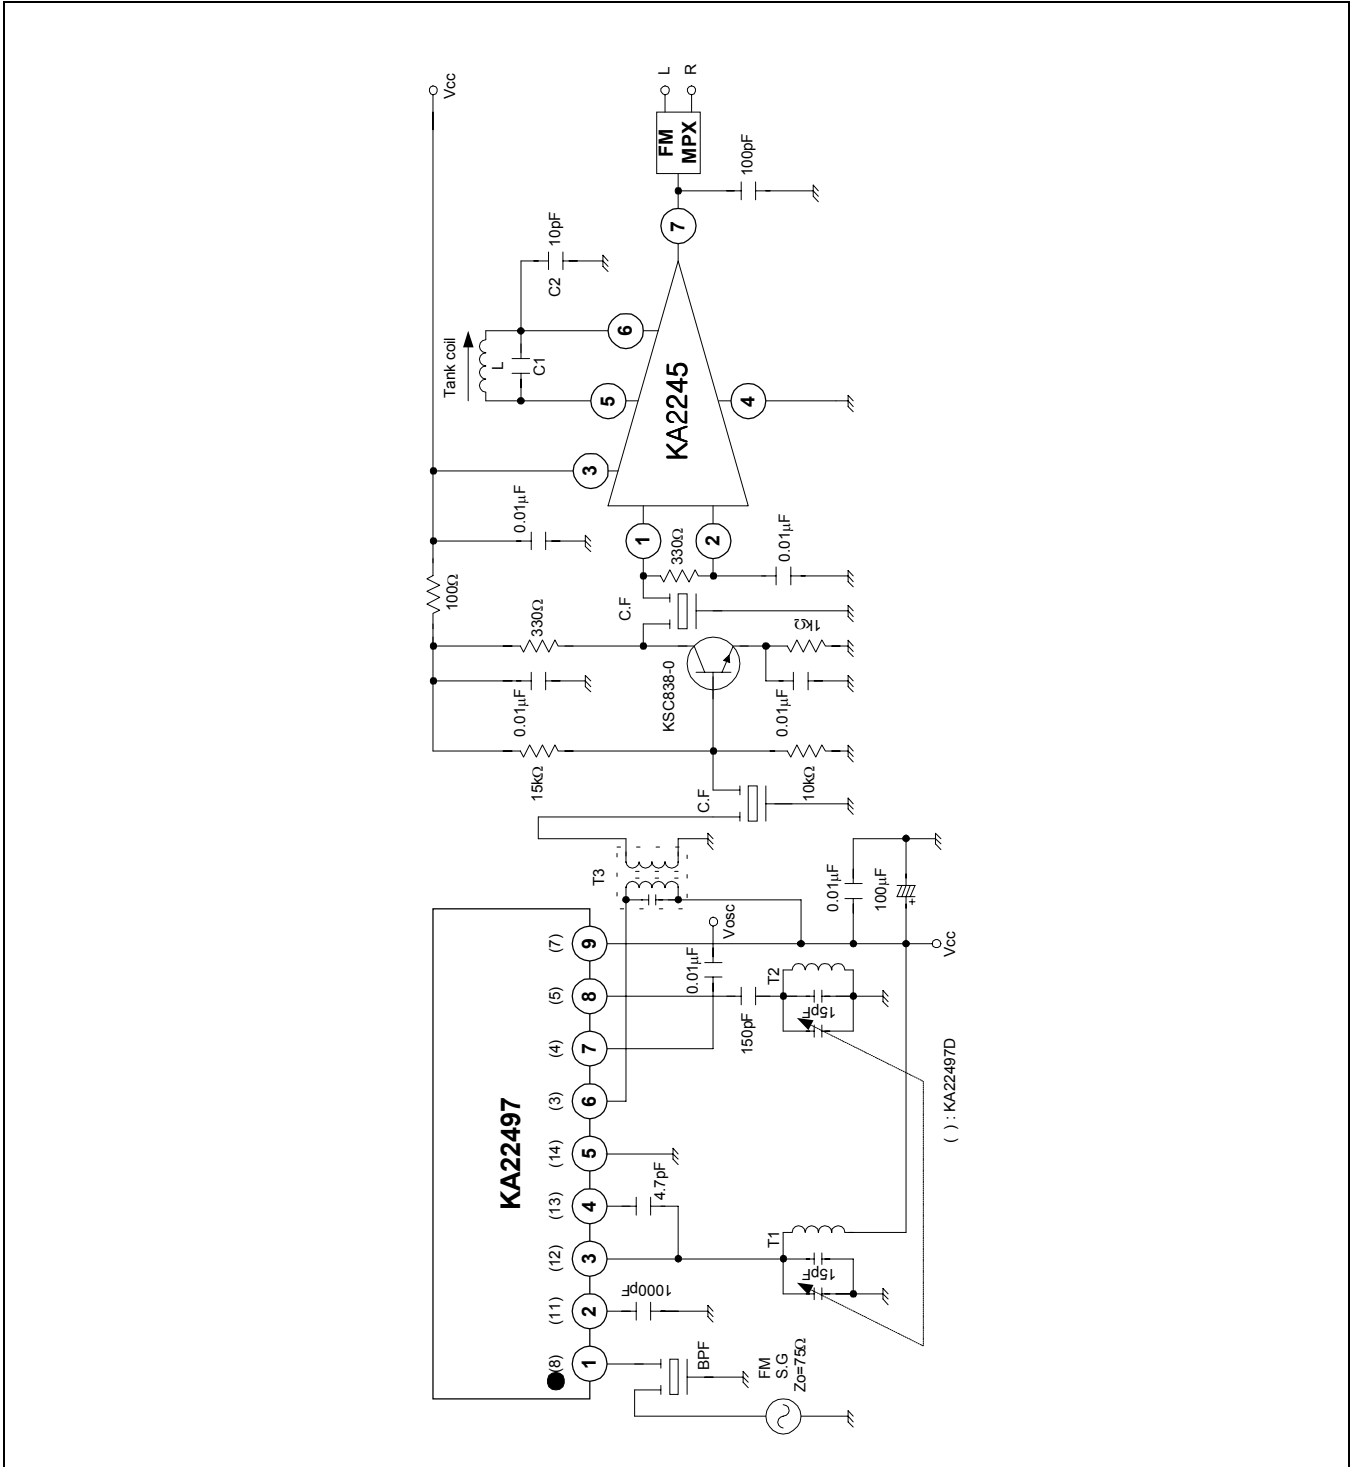 Vcc
L
R
FM
MPX
100pF
7
10pF
C2
Tank coil
L
C1
6
5
3
4
KA2245
0.01μF
1
2
330Ω
0.01μF
100Ω
330Ω
C.F
1kΩ
KSC838-0
0.01μF
0.01μF
15kΩ
10kΩ
C.F
T3
0.01μF
100μF
+
Vcc
Vosc
0.01μF
150pF
T2
15pF
KA22497
(7)
9
(5)
8
(4)
7
(3)
6
(14)
5
(13)
4
(12)
3
(11)
2
(8)
1
4.7pF
1000pF
T1
15pF
BPF
FM
S.G
Zo=75Ω
( ) : KA22497D